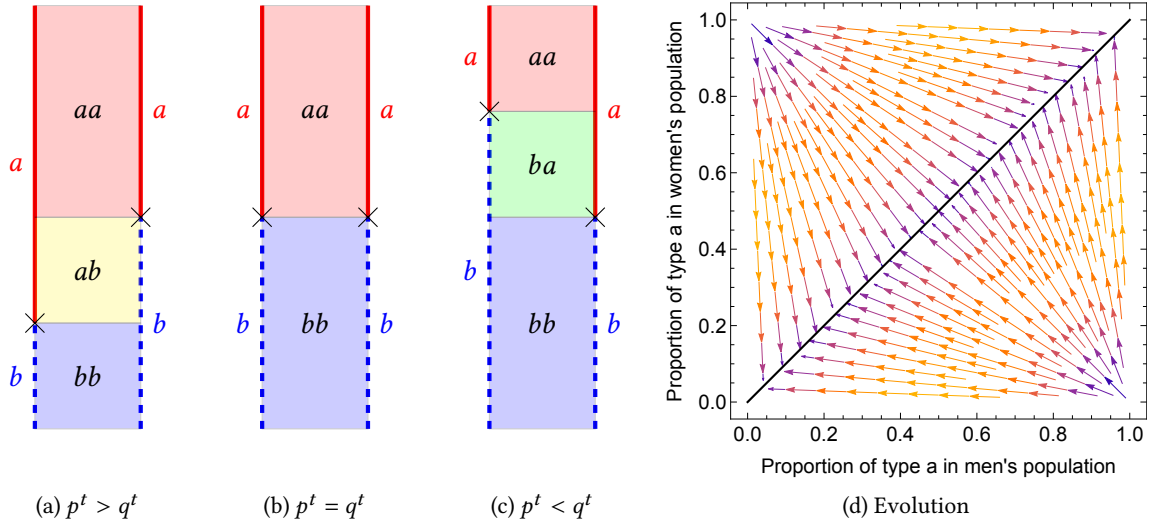 a
aa
a
ab
b
b
bb
a
aa
a
b
bb
b
a
aa
a
ba
b
bb
b
Proportion of type a in women's population
1.0
0.8
0.6
0.4
0.2
0.0
0.0 0.2 0.4 0.6 0.8 1.0
Proportion of type a in men's population
(a) p^t > q^t
(b) p^t = q^t
(c) p^t < q^t
(d) Evolution